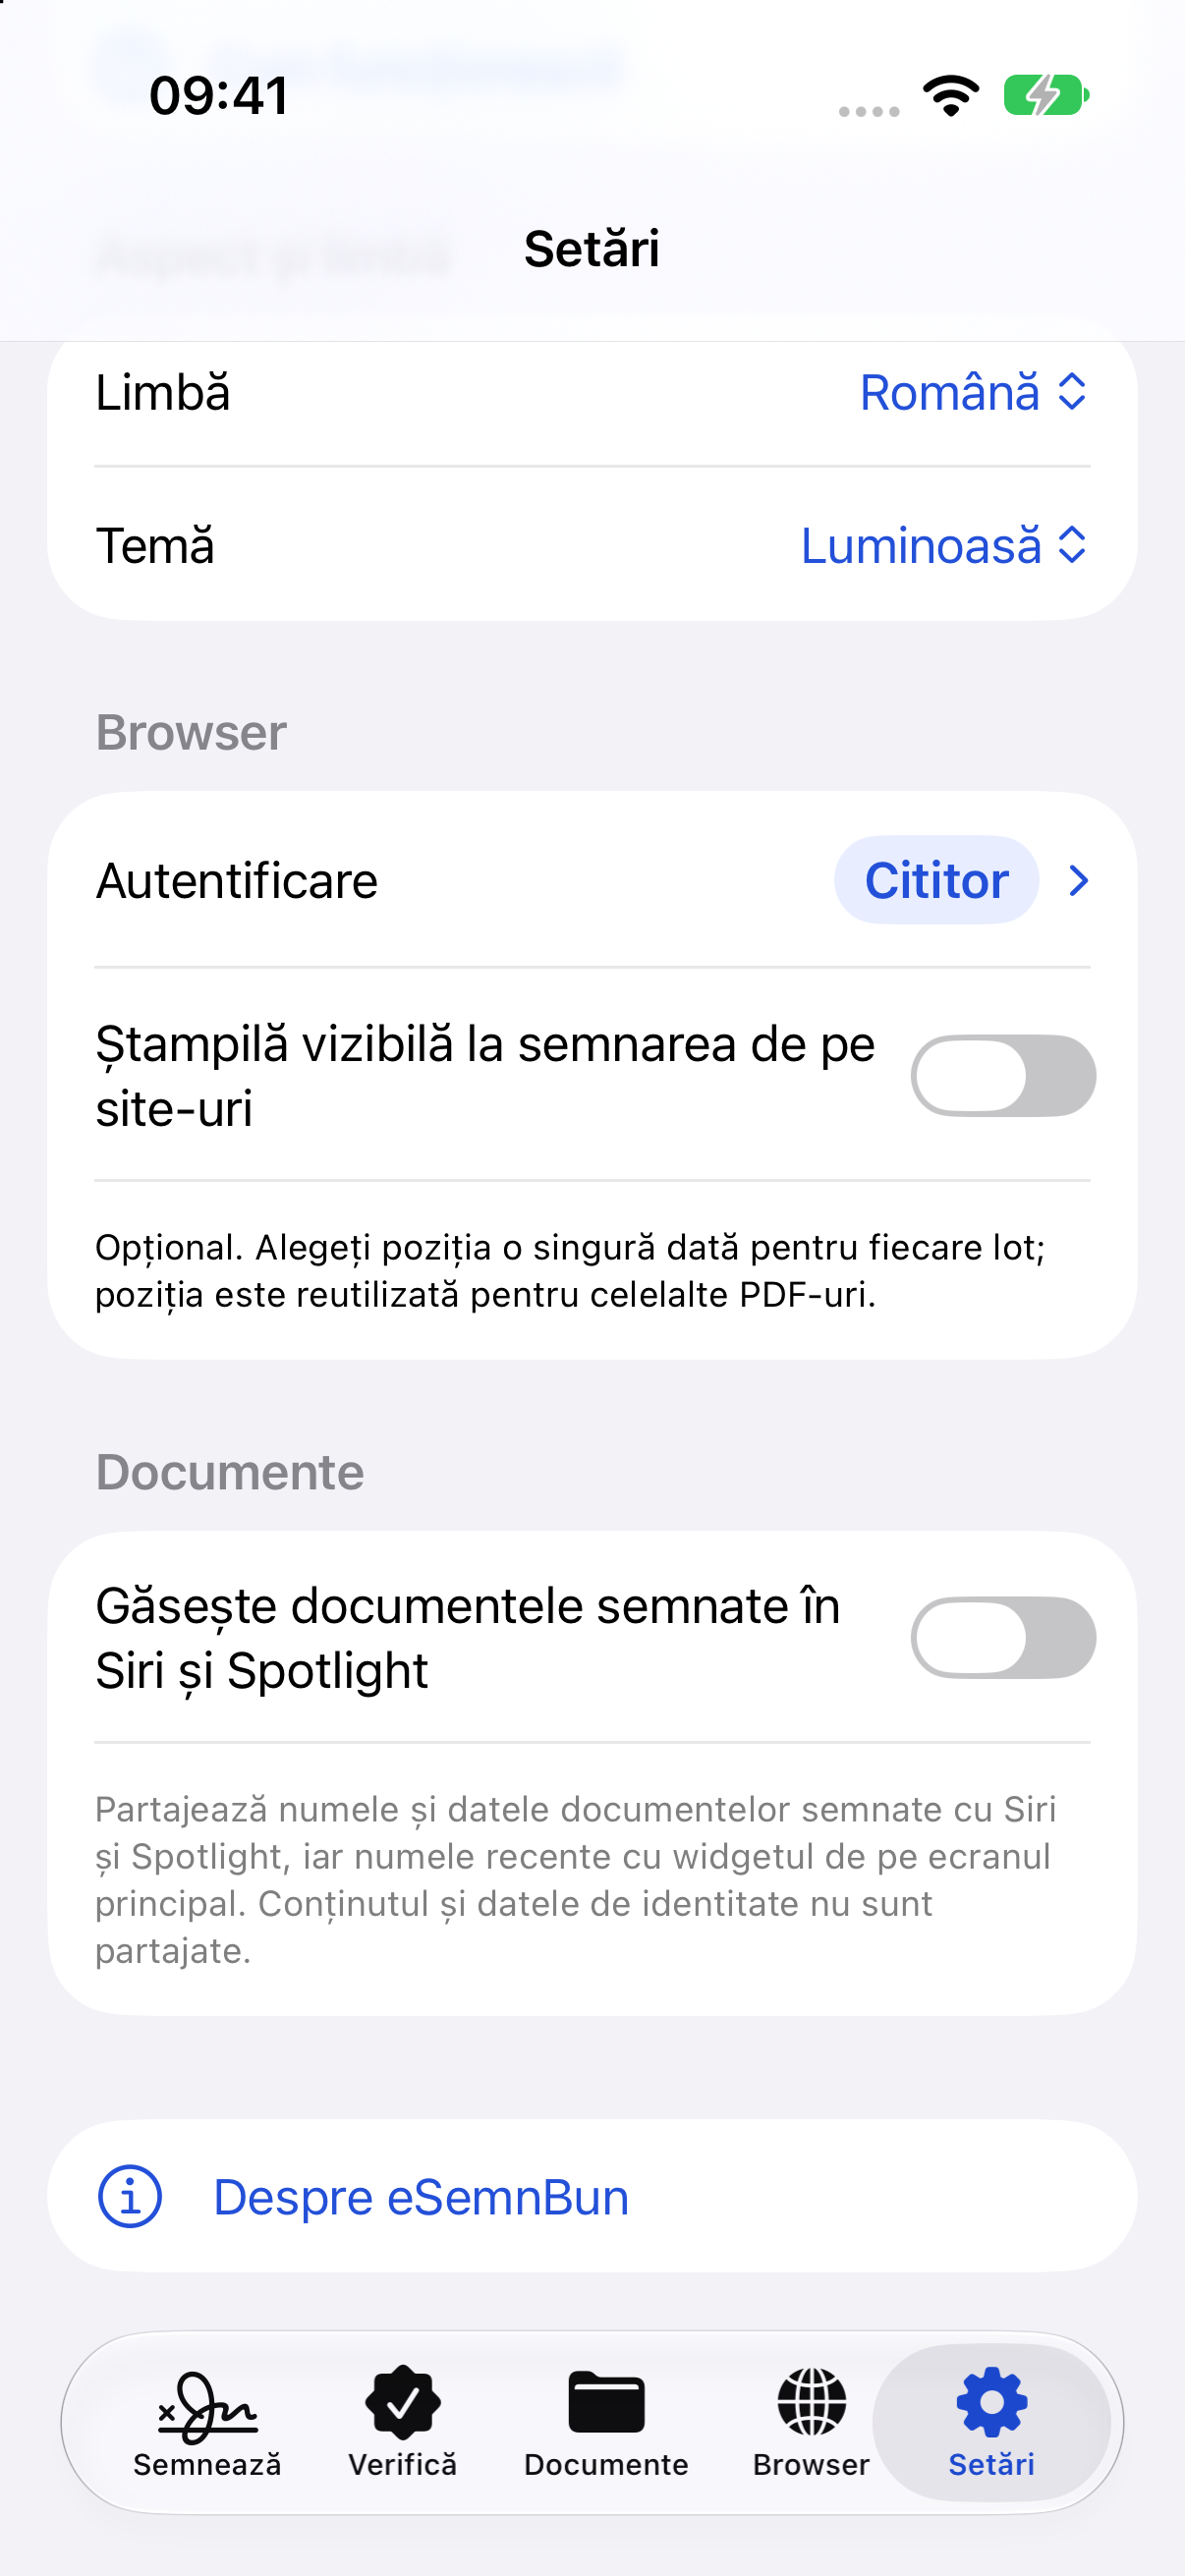 09:41
Setări
Limbă
Română
Temă
Luminoasă
Browser
Autentificare
Cititor
Ștampilă vizibilă la semnarea de pe
site-uri
Opțional. Alegeți poziția o singură dată pentru fiecare lot;
poziția este reutilizată pentru celelalte PDF-uri.
Documente
Găsește documentele semnate în
Siri și Spotlight
Partajează numele și datele documentelor semnate cu Siri
și Spotlight, iar numele recente cu widgetul de pe ecranul
principal. Conținutul și datele de identitate nu sunt
partajate.
Despre eSemnBun
Semnează
Verifică
Documente
Browser
Setări